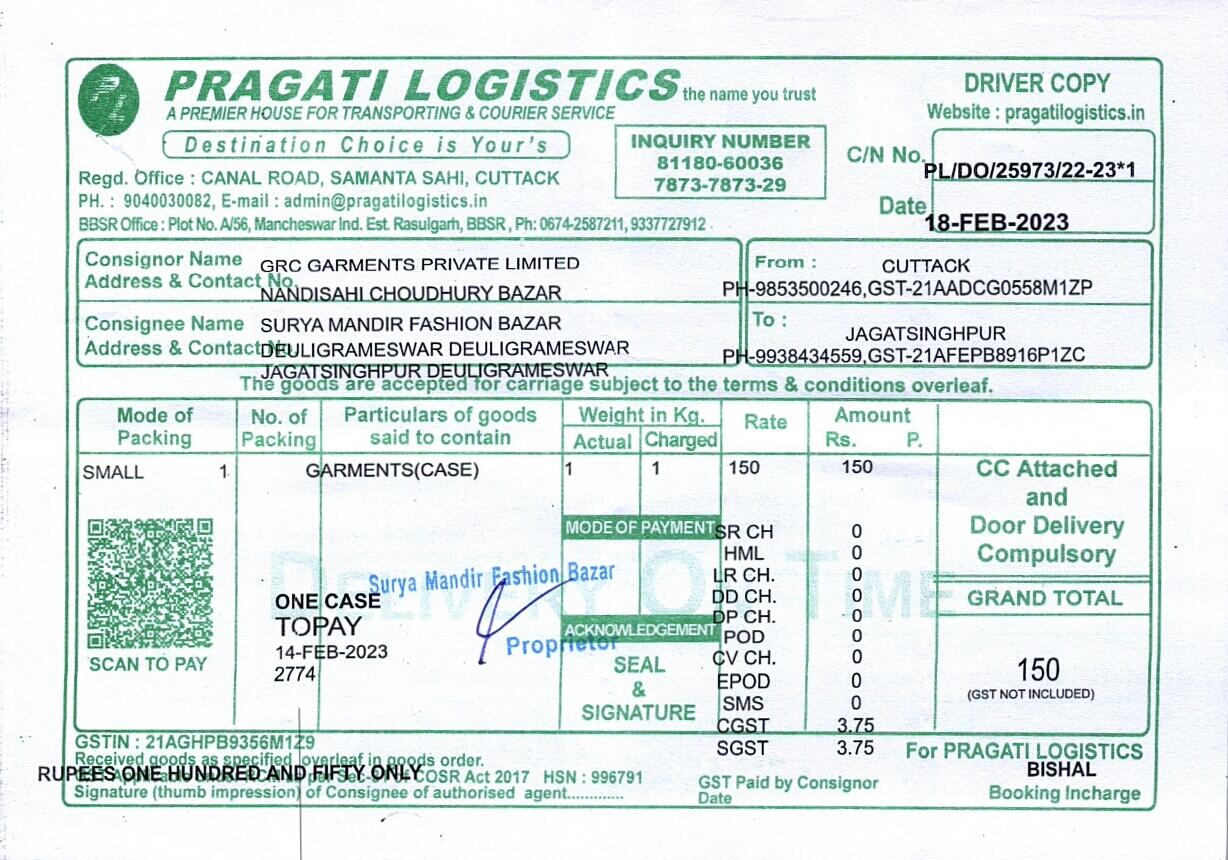 PRAGATI LOGISTICS the name you trust
A PREMIER HOUSE FOR TRANSPORTING & COURIER SERVICE
Destination Choice is Your's
Regd. Office : CANAL ROAD, SAMANTA SAHI, CUTTACK
PH. : 9040030082, E-mail : admin@pragatilogistics.in
BBSR Office : Plot No. A/56, Mancheswar Ind. Est. Rasulgarh, BBSR , Ph: 0674-2587211, 9337727912
INQUIRY NUMBER
81180-60036
7873-7873-29
DRIVER COPY
Website : pragatilogistics.in
C/N No. PL/DO/25973/22-23*1
Date 18-FEB-2023
Consignor Name GRC GARMENTS PRIVATE LIMITED
Address & Contact No. NANDISAHI CHOUDHURY BAZAR
From : CUTTACK
PH-9853500246,GST-21AADCG0558M1ZP
Consignee Name SURYA MANDIR FASHION BAZAR
Address & Contact No. DEULIGRAMESWAR DEULIGRAMESWAR
JAGATSINGHPUR DEULIGRAMESWAR
To : JAGATSINGHPUR
PH-9938434559,GST-21AFEPB8916P1ZC
The goods are accepted for carriage subject to the terms & conditions overleaf.
Mode of Packing No. of Packing Particulars of goods said to contain Weight in Kg. Actual Charged Rate Amount Rs. P.
SMALL 1 GARMENTS(CASE) 1 1 150 150
CC Attached
and
Door Delivery
Compulsory
MODE OF PAYMENT
SR CH 0
HML 0
LR CH. 0
DD CH. 0
DP CH. 0
POD 0
CV CH. 0
EPOD 0
SMS 0
CGST 3.75
SGST 3.75
DELIVERY ON TIME
Surya Mandir Fashion Bazar
Proprietor
ONE CASE
TOPAY
14-FEB-2023
2774
SCAN TO PAY
ACKNOWLEDGEMENT
SEAL
&
SIGNATURE
GRAND TOTAL
150
(GST NOT INCLUDED)
GSTIN : 21AGHPB9356M1Z9
Received goods as specified overleaf in goods order.
RUPEES ONE HUNDRED AND FIFTY ONLY
COSR Act 2017 HSN : 996791
Signature (thumb impression) of Consignee of authorised agent.............
GST Paid by Consignor
Date
For PRAGATI LOGISTICS
BISHAL
Booking Incharge